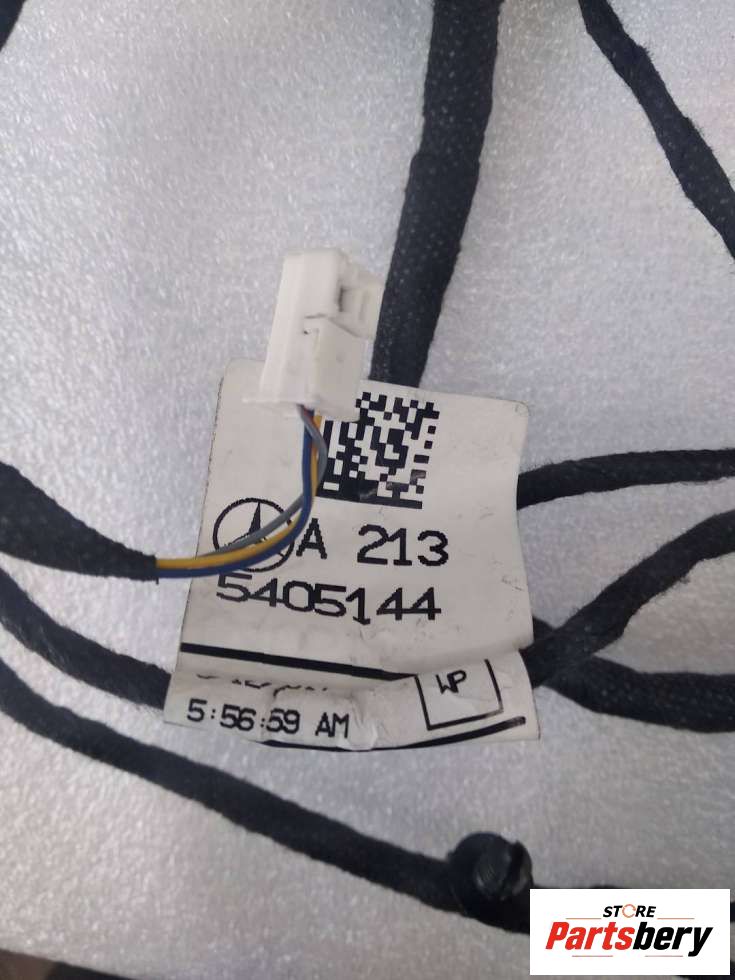 A 213
5405144
WP
5:56:59 AM
STORE
Partsbery